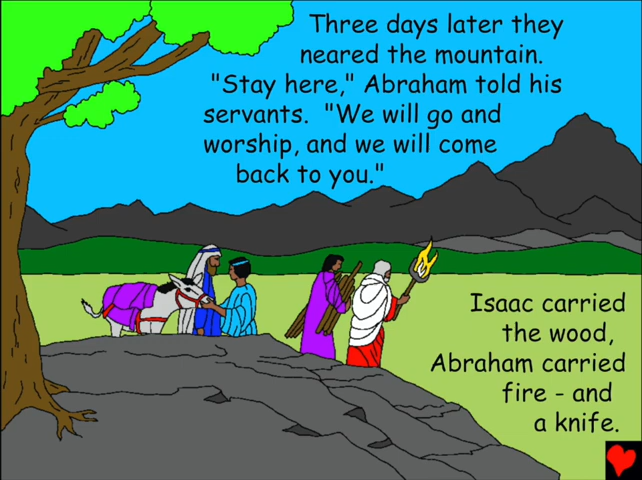 Three days later they
neared the mountain.
"Stay here," Abraham told his
servants.  "We will go and
worship, and we will come
back to you."
Isaac carried
the wood,
Abraham carried
fire - and
a knife.